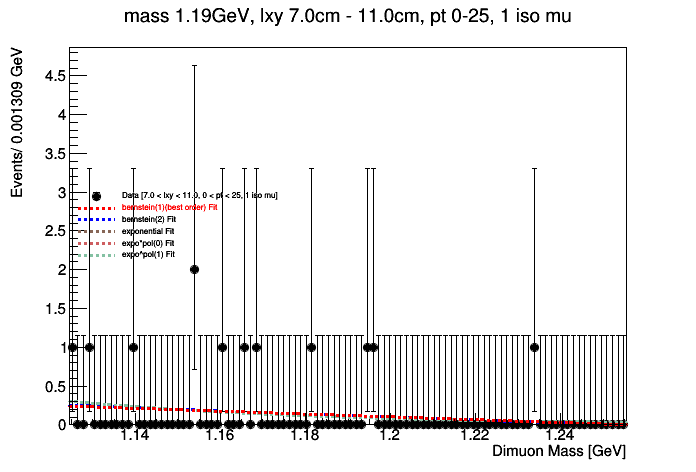 mass 1.19GeV, lxy 7.0cm - 11.0cm, pt 0-25, 1 iso mu
Events/ 0.001309 GeV
4.5
4
3.5
3
2.5
2
1.5
1
0.5
0
Data [7.0 < lxy < 11.0, 0 < pt < 25, 1 iso mu]
bernstein(1)(best order) Fit
bernstein(2) Fit
exponential Fit
expo*pol(0) Fit
expo*pol(1) Fit
1.14 1.16 1.18 1.2 1.22 1.24
Dimuon Mass [GeV]